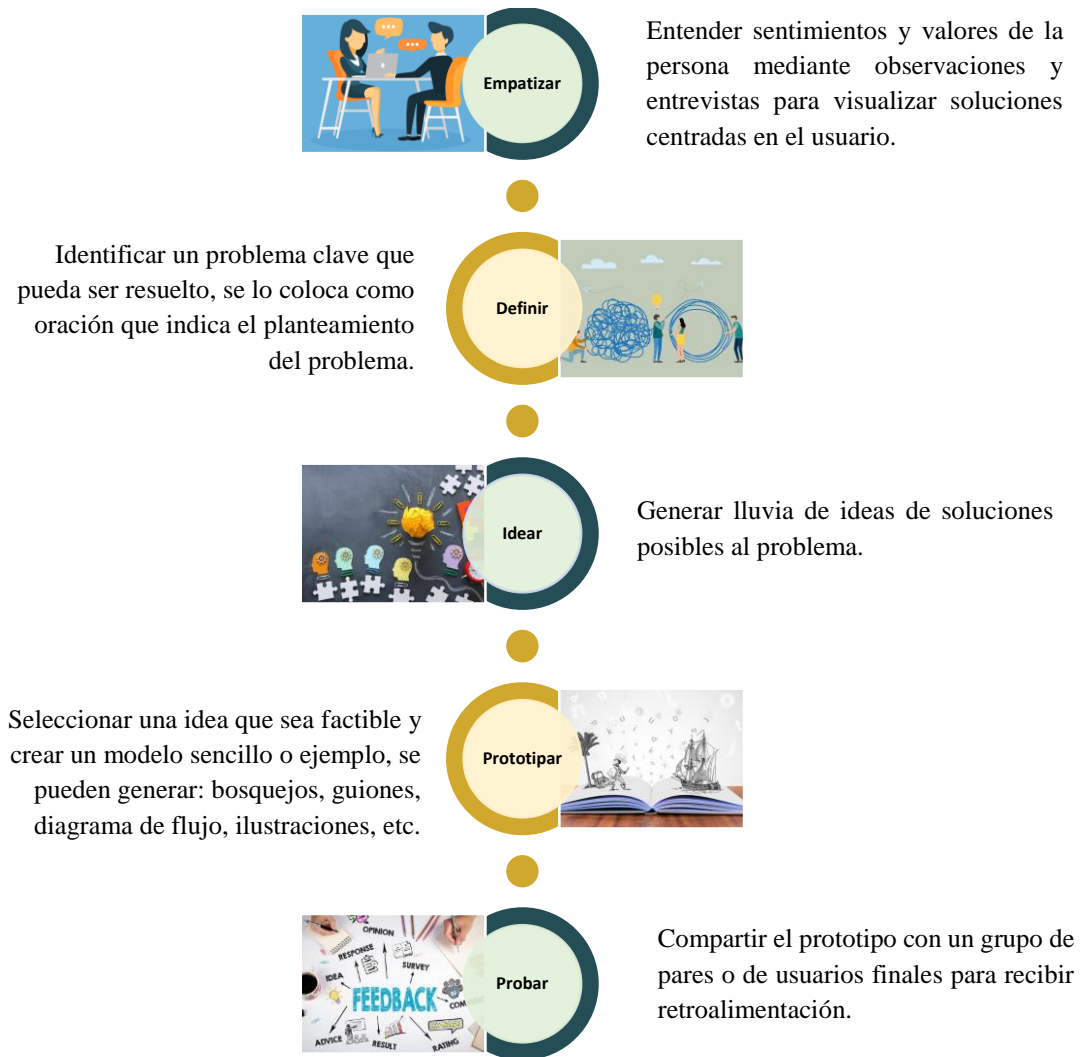 Empatizar
Entender sentimientos y valores de la
persona mediante observaciones y
entrevistas para visualizar soluciones
centradas en el usuario.
Identificar un problema clave que
pueda ser resuelto, se lo coloca como
oración que indica el planteamiento
del problema.
Definir
Idear
Generar lluvia de ideas de soluciones
posibles al problema.
Seleccionar una idea que sea factible y
crear un modelo sencillo o ejemplo, se
pueden generar: bosquejos, guiones,
diagrama de flujo, ilustraciones, etc.
Prototipar
OPINION
RESPONSE
SURVEY
IDEA
FEEDBACK
ADVICE
RESULT
RATING
Probar
Compartir el prototipo con un grupo de
pares o de usuarios finales para recibir
retroalimentación.